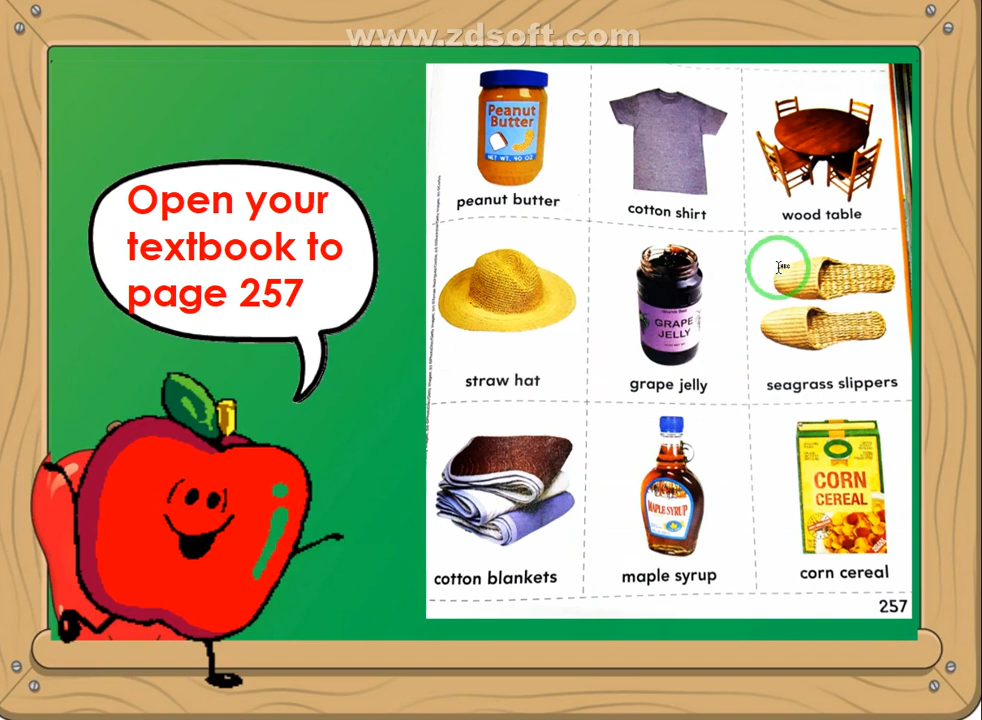 www.zdsoft.com
Open your
textbook to
page 257
Peanut
Butter
NET WT. 90 OZ
peanut butter
cotton shirt
wood table
straw hat
GRAPE
JELLY
grape jelly
seagrass slippers
cotton blankets
MAPLE SYRUP
maple syrup
CORN
CEREAL
corn cereal
257